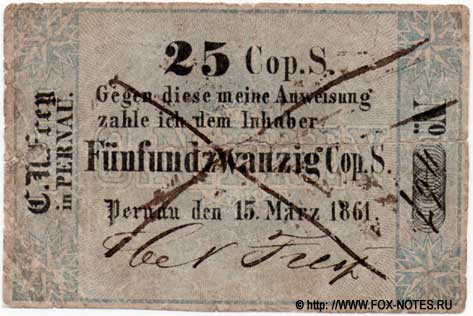 25 Cop. S.
Gegen diese meine Anweisung
zahle ich dem Inhaber:
Fünfundzwanzig Cop. S.
Pernau den 15. März 1861.
in PERNAU.
No
© http://www.FOX-NOTES.RU